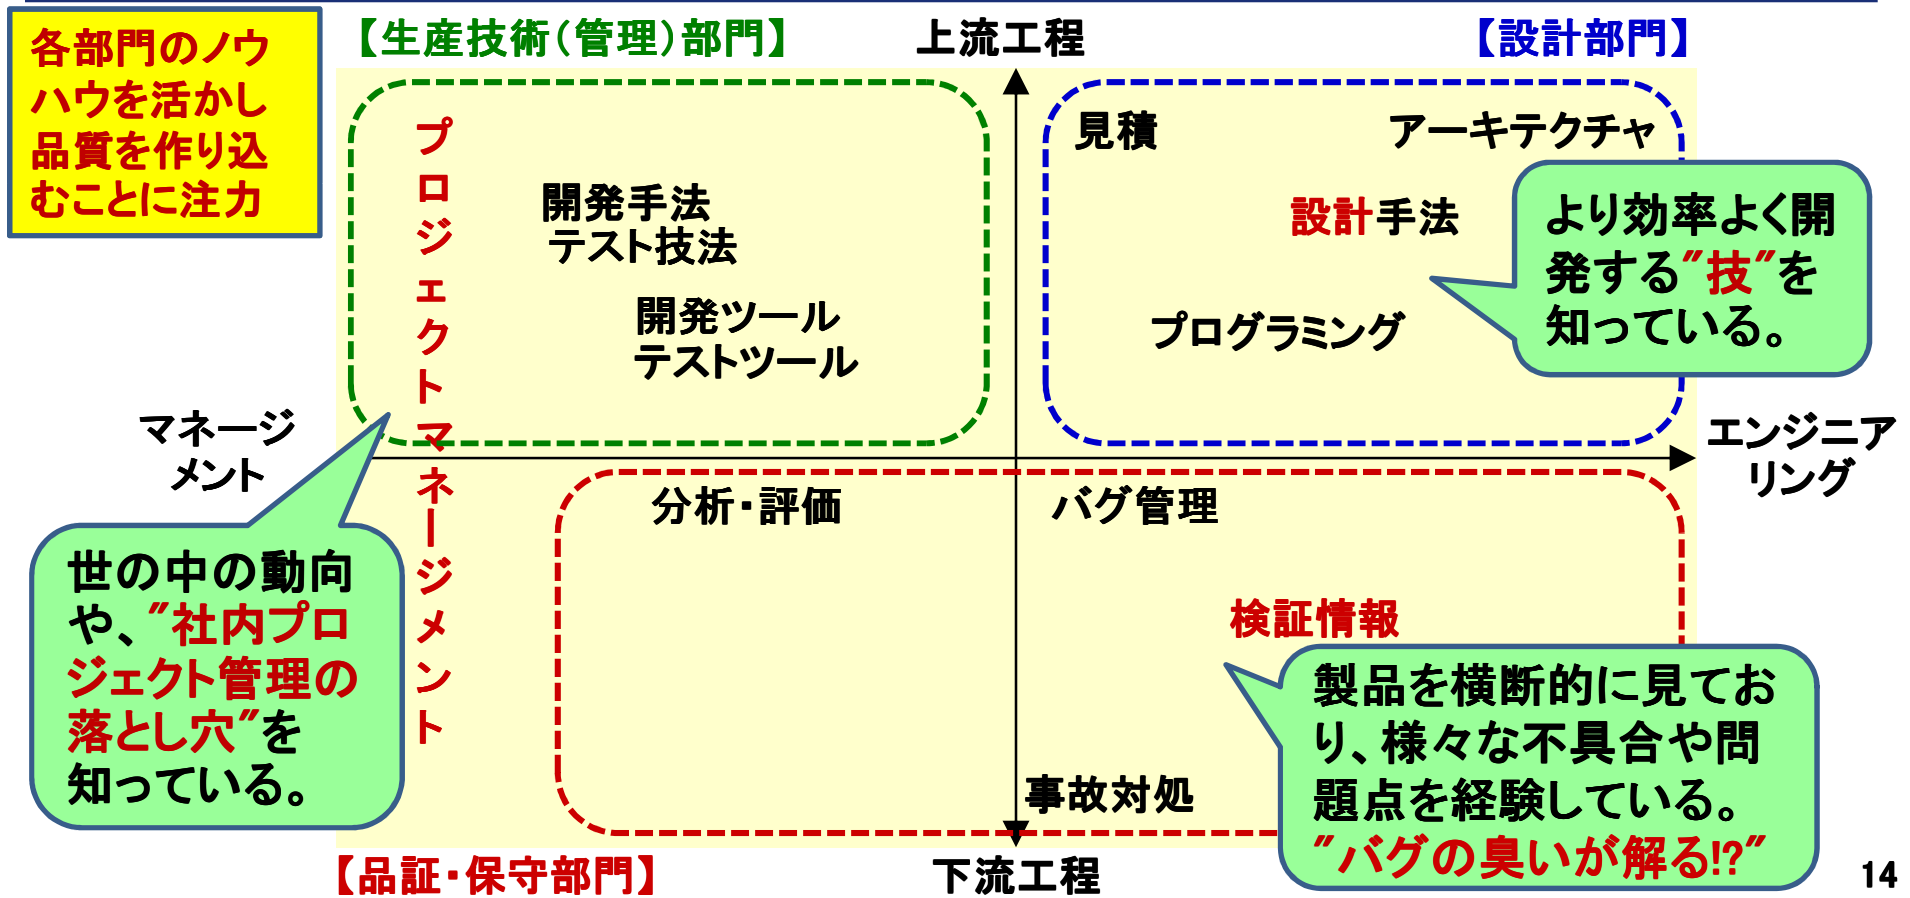 各部門のノウ
ハウを活かし
品質を作り込
むことに注力
【生産技術(管理)部門】
上流工程
【設計部門】
プロジェクトマネージメント
開発手法
テスト技法
開発ツール
テストツール
見積
アーキテクチャ
設計手法
プログラミング
より効率よく開
発する″技″を
知っている。
マネージ
メント
エンジニア
リング
分析・評価
バグ管理
検証情報
事故対処
世の中の動向
や、″社内プロ
ジェクト管理の
落とし穴″を
知っている。
製品を横断的に見てお
り、様々な不具合や問
題点を経験している。
″バグの臭いが解る!?″
【品証・保守部門】
下流工程
14